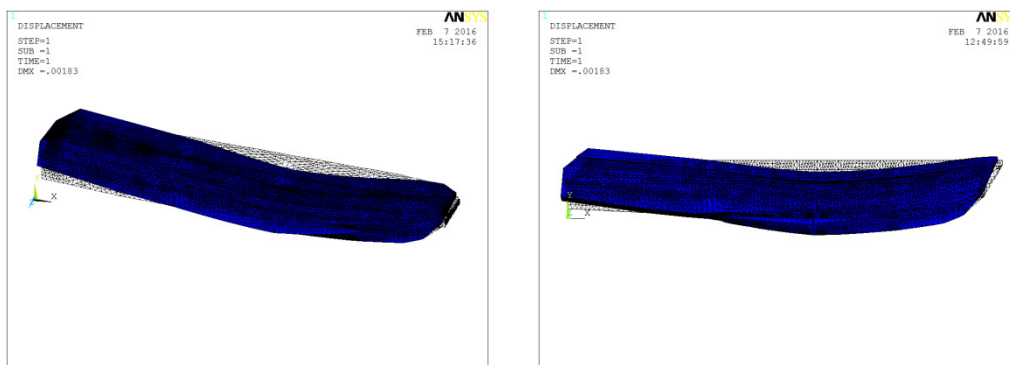 1
ANSYS
DISPLACEMENT
FEB 7 2016
STEP=1
15:17:36
SUB =1
TIME=1
DMX =.00183
Y
Z X
1
ANSYS
DISPLACEMENT
FEB 7 2016
STEP=1
12:49:59
SUB =1
TIME=1
DMX =.00183
Y
X